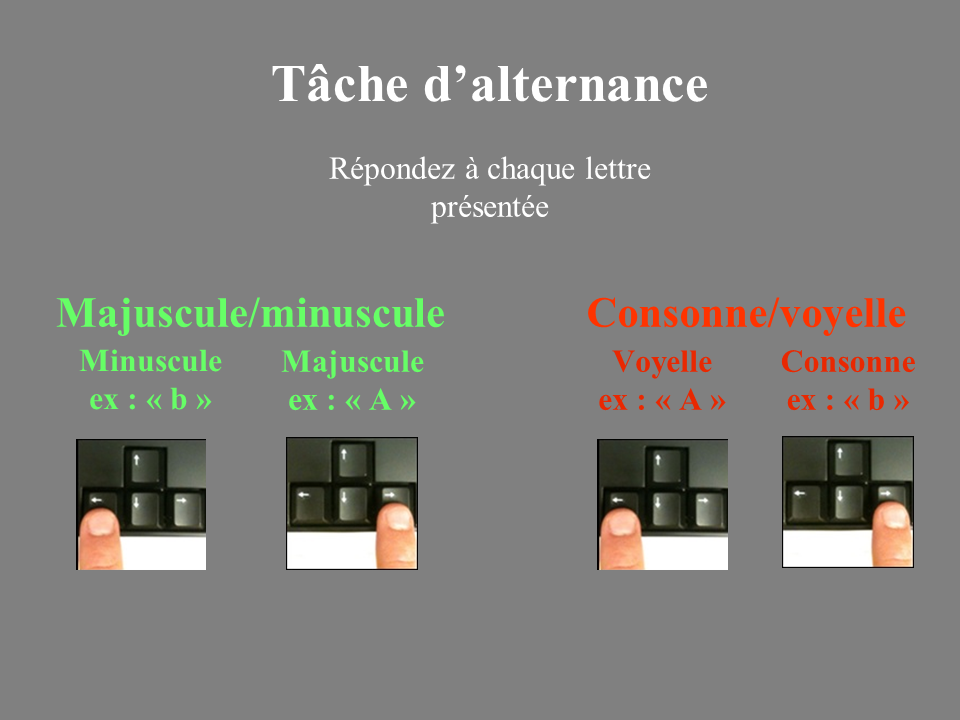 Tâche d’alternance
Répondez à chaque lettre
présentée
Majuscule/minuscule
Minuscule
ex : « b »
Majuscule
ex : « A »
Consonne/voyelle
Voyelle
ex : « A »
Consonne
ex : « b »